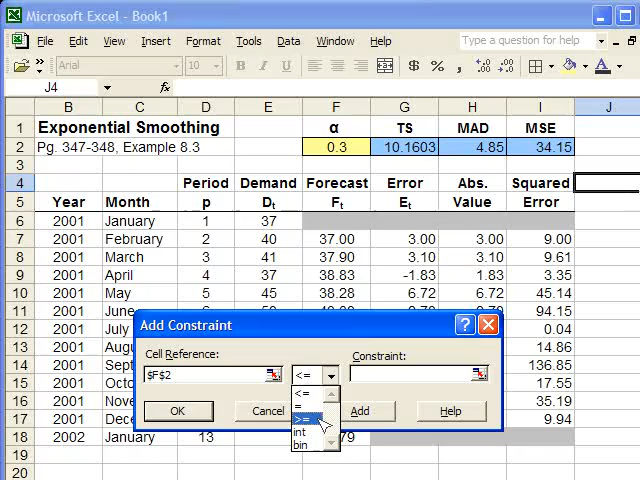 Microsoft Excel - Book1
File Edit View Insert Format Tools Data Window Help Type a question for help
Arial 10 B I U $ % ,
J4 fx
B C D E F G H I J
1 Exponential Smoothing α TS MAD MSE
2 Pg. 347-348, Example 8.3 0.3 10.1603 4.85 34.15
3
4 Period Demand Forecast Error Abs. Squared
5 Year Month p Dt Ft Et Value Error
6 2001 January 1 37
7 2001 February 2 40 37.00 3.00 3.00 9.00
8 2001 March 3 41 37.90 3.10 3.10 9.61
9 2001 April 4 37 38.83 -1.83 1.83 3.35
10 2001 May 5 45 38.28 6.72 6.72 45.14
11 2001 June 94.15
12 2001 July 0.04
13 2001 14.86
14 2001 136.85
15 2001 17.55
16 2001 35.19
17 2001 9.94
18 2002 January 13 79
19
20
Add Constraint
Cell Reference: Constraint:
$F$2 <=
<=
=
>=
int
bin
OK Cancel Add Help